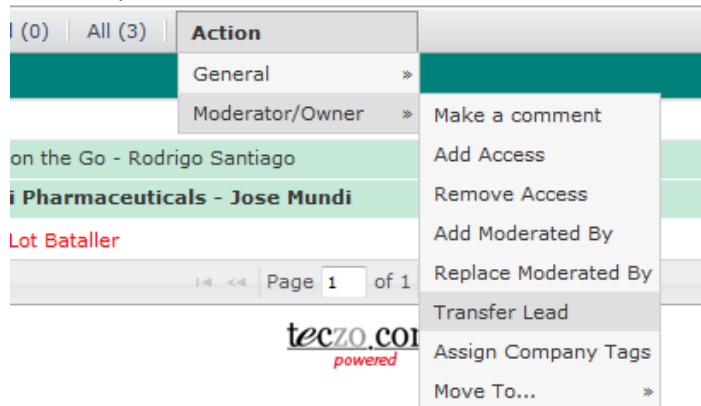 (0) All (3) Action
General »
Moderator/Owner »
Make a comment
on the Go - Rodrigo Santiago
Add Access
i Pharmaceuticals - Jose Mundi
Remove Access
Lot Bataller
Add Moderated By
Page 1 of 1
Replace Moderated By
Transfer Lead
teczo.com
powered
Assign Company Tags
Move To... »